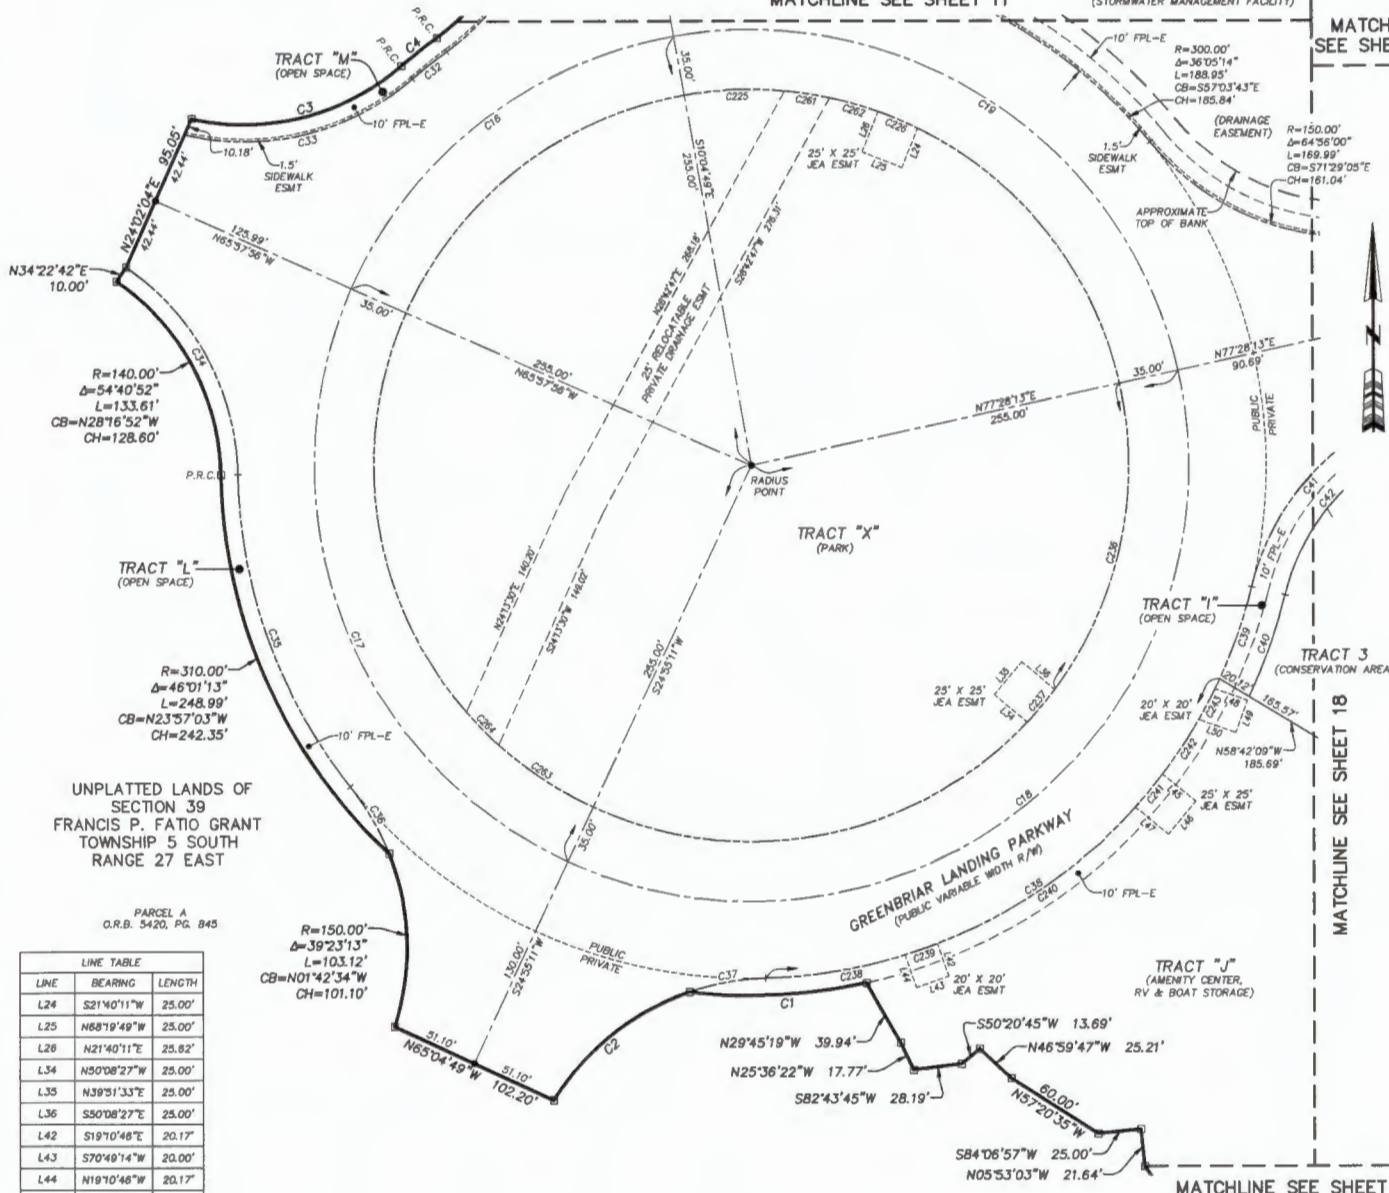 MATCHLINE SEE SHEET 11
(STORMWATER MANAGEMENT FACILITY)
MATCH
SEE SHE
P.R.C.
C4
P.R.C.
C32
TRACT "M"
(OPEN SPACE)
C3
10' FPL-E
C33
10.18'
1.5'
SIDEWALK
ESMT
95.05'
42.44'
N24°02'04"E
42.44'
N34°22'42"E
10.00'
125.99'
N65°57'56"W
35.00'
255.00'
N65°57'56"W
C16
35.00'
S10°04'49"E
255.00'
C225
C261
C262
C226
L26
L25
L24
25' X 25'
JEA ESMT
C19
10' FPL-E
R=300.00'
Δ=36°05'14"
L=188.95'
CB=S57°03'43"E
CH=185.84'
(DRAINAGE
EASEMENT)
1.5'
SIDEWALK
ESMT
R=150.00'
Δ=64°56'00"
L=169.99'
CB=S71°29'05"E
CH=161.04'
APPROXIMATE
TOP OF BANK
N
N28°42'47"E 268.18'
25' RELOCATABLE
PRIVATE DRAINAGE ESMT
S28°42'47"W 276.31'
N77°28'13"E
90.69'
35.00'
N77°28'13"E
255.00'
PUBLIC
PRIVATE
C34
R=140.00'
Δ=54°40'52"
L=133.61'
CB=N28°16'52"W
CH=128.60'
P.R.C.
RADIUS
POINT
TRACT "X"
(PARK)
C236
C41
C42
10' FPL-E
N24°13'30"E 140.20'
S24°13'30"W 149.02'
TRACT "L"
(OPEN SPACE)
TRACT "I"
(OPEN SPACE)
C39
C40
TRACT 3
(CONSERVATION AREA
C35
C17
255.00'
S24°55'11"W
L35
L36
L34
C237
25' X 25'
JEA ESMT
R=310.00'
Δ=46°01'13"
L=248.99'
CB=N23°57'03"W
CH=242.35'
10' FPL-E
C264
C263
20.12'
165.57'
N58°42'09"W
185.69'
20' X 20'
JEA ESMT
C243
L48
L49
L50
C242
MATCHLINE SEE SHEET 18
C36
35.00'
C18
C241
L45
L46
L47
25' X 25'
JEA ESMT
UNPLATTED LANDS OF
SECTION 39
FRANCIS P. FATIO GRANT
TOWNSHIP 5 SOUTH
RANGE 27 EAST
PARCEL A
O.R.B. 5420, PG. 845
GREENBRIAR LANDING PARKWAY
(PUBLIC VARIABLE WIDTH R/W)
C38
C240
10' FPL-E
R=150.00'
Δ=39°23'13"
L=103.12'
CB=N01°42'34"W
CH=101.10'
130.00'
S24°55'11"W
PUBLIC
PRIVATE
C37
C238
C239
L42
L44
L43
20' X 20'
JEA ESMT
C1
C2
TRACT "J"
(AMENITY CENTER,
RV & BOAT STORAGE)
51.10'
N65°04'49"W
51.10'
102.20'
N29°45'19"W 39.94'
N25°36'22"W 17.77'
S82°43'45"W 28.19'
S50°20'45"W 13.69'
N46°59'47"W 25.21'
60.00'
N57°20'35"W
S84°06'57"W 25.00'
N05°53'03"W 21.64'
MATCHLINE SEE SHEET
LINE TABLE
LINE BEARING LENGTH
L24 S21°40'11"W 25.00'
L25 N68°19'49"W 25.00'
L26 N21°40'11"E 25.62'
L34 N50°08'27"W 25.00'
L35 N39°51'33"E 25.00'
L36 S50°08'27"E 25.00'
L42 S19°10'46"E 20.17'
L43 S70°49'14"W 20.00'
L44 N19°10'46"W 20.17'